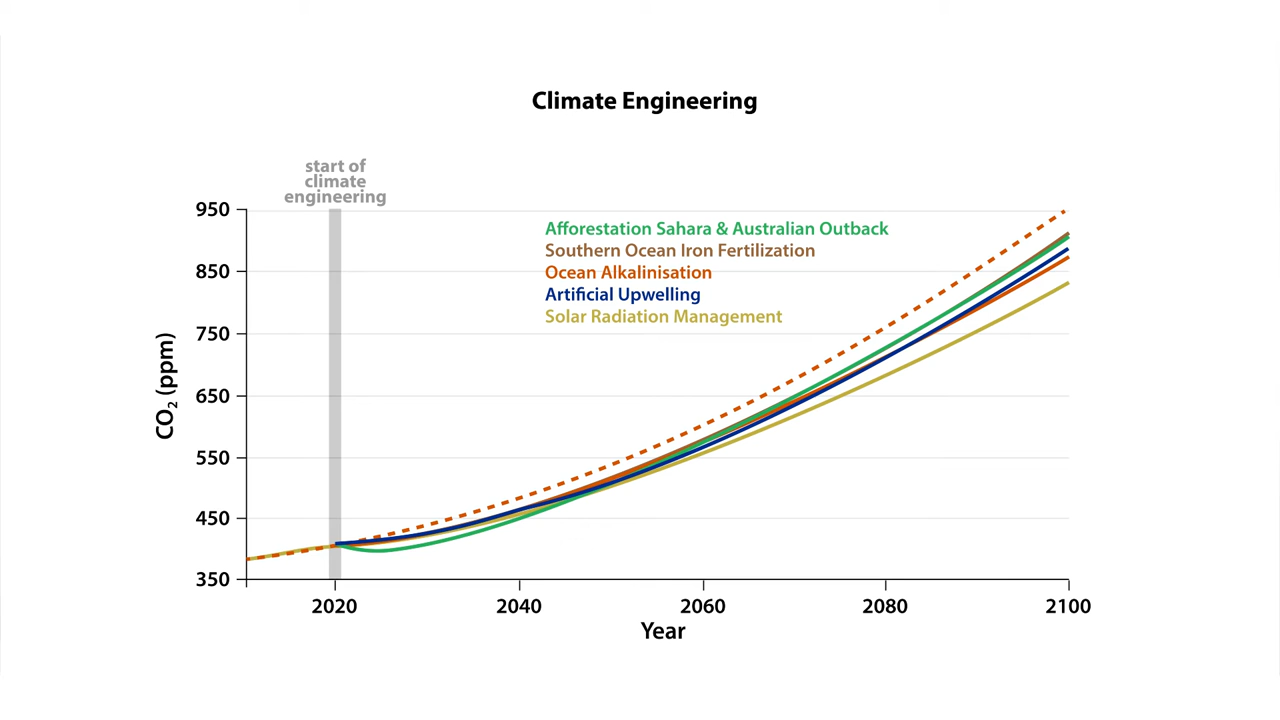 Climate Engineering
start of
climate
engineering
950
850
750
650
550
450
350
CO₂ (ppm)
Afforestation Sahara & Australian Outback
Southern Ocean Iron Fertilization
Ocean Alkalinisation
Artificial Upwelling
Solar Radiation Management
2020 2040 2060 2080 2100
Year